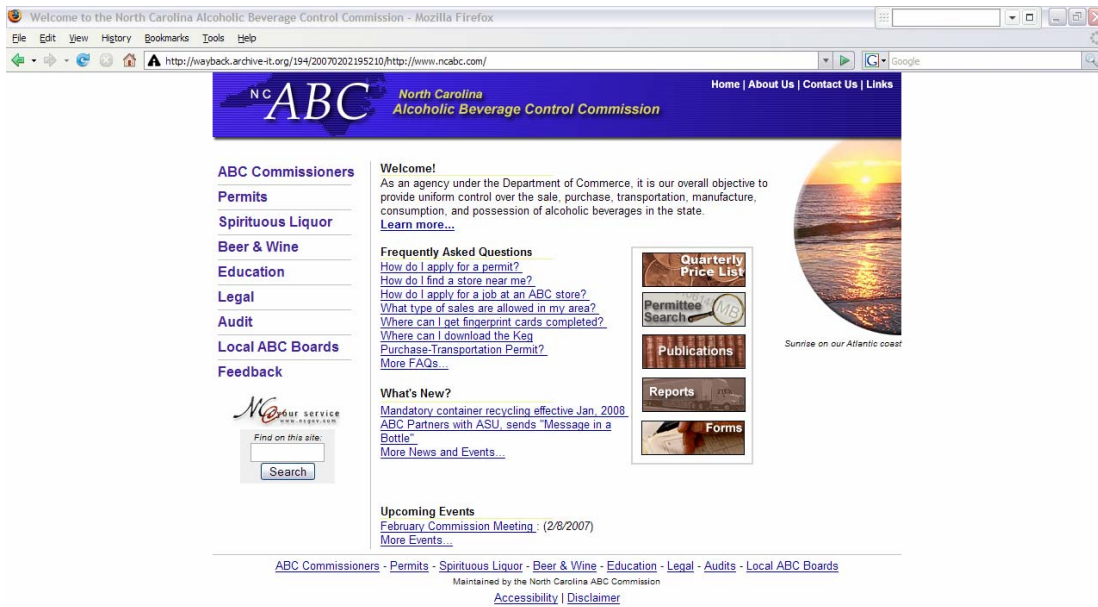 Welcome to the North Carolina Alcoholic Beverage Control Commission - Mozilla Firefox
File Edit View History Bookmarks Tools Help
http://wayback.archive-it.org/194/20070202195210/http://www.ncabc.com/
G Google
NC ABC
North Carolina
Alcoholic Beverage Control Commission
Home | About Us | Contact Us | Links
ABC Commissioners
Permits
Spirituous Liquor
Beer & Wine
Education
Legal
Audit
Local ABC Boards
Feedback
NC @your service
www.ncgov.com
Find on this site:
Search
Welcome!
As an agency under the Department of Commerce, it is our overall objective to
provide uniform control over the sale, purchase, transportation, manufacture,
consumption, and possession of alcoholic beverages in the state.
Learn more...
Frequently Asked Questions
How do I apply for a permit?
How do I find a store near me?
How do I apply for a job at an ABC store?
What type of sales are allowed in my area?
Where can I get fingerprint cards completed?
Where can I download the Keg
Purchase-Transportation Permit?
More FAQs...
What's New?
Mandatory container recycling effective Jan, 2008
ABC Partners with ASU, sends "Message in a
Bottle"
More News and Events...
Upcoming Events
February Commission Meeting : (2/8/2007)
More Events...
Quarterly
Price List
Permittee
Search
MB
Publications
Reports
Forms
Sunrise on our Atlantic coast
ABC Commissioners - Permits - Spirituous Liquor - Beer & Wine - Education - Legal - Audits - Local ABC Boards
Maintained by the North Carolina ABC Commission
Accessibility | Disclaimer